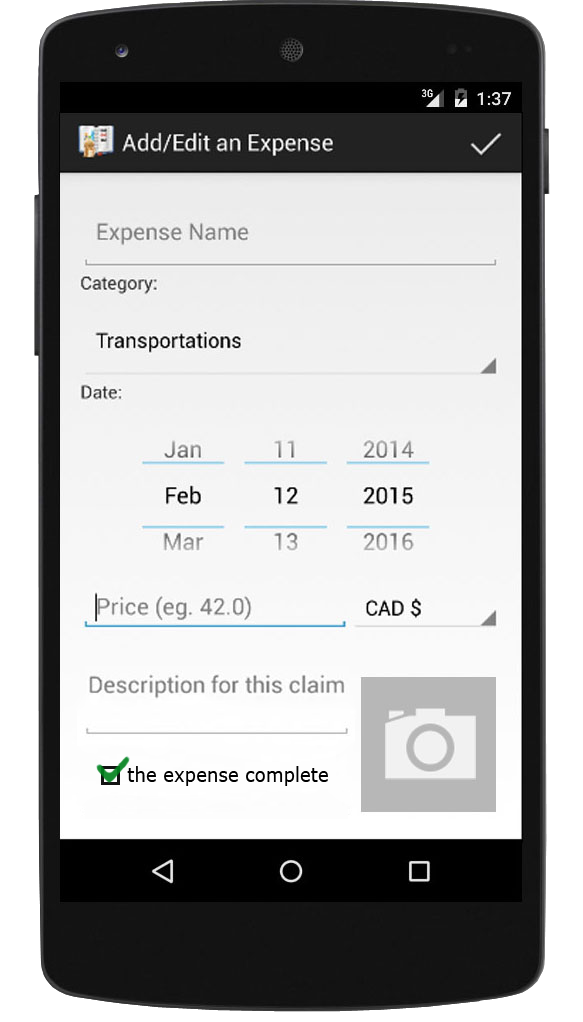 3G 1:37
Add/Edit an Expense
Expense Name
Category:
Transportations
Date:
Jan 11 2014
Feb 12 2015
Mar 13 2016
Price (eg. 42.0) CAD $
Description for this claim
the expense complete